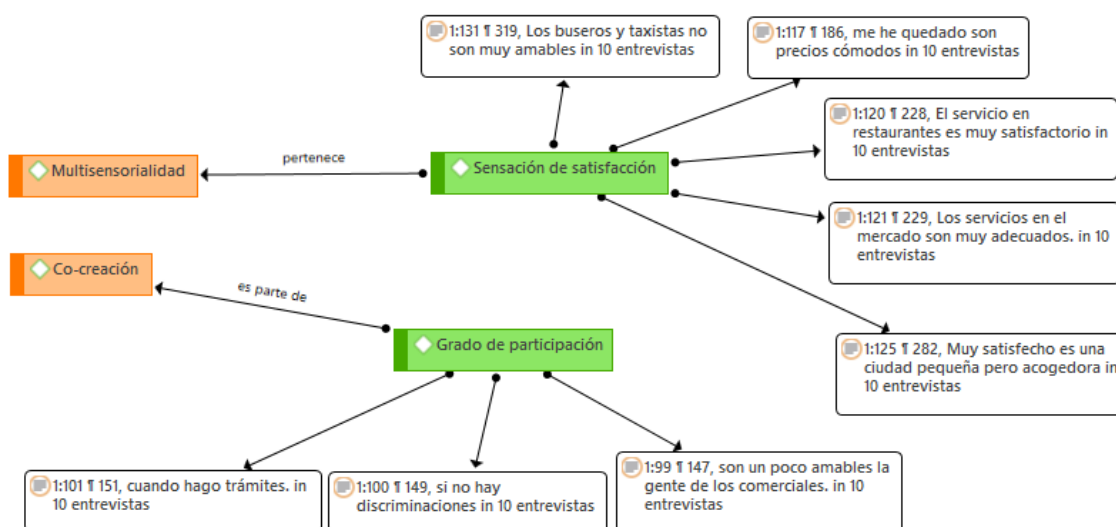 1:131 ¶ 319, Los buseros y taxistas no
son muy amables in 10 entrevistas
1:117 ¶ 186, me he quedado son
precios cómodos in 10 entrevistas
1:120 ¶ 228, El servicio en
restaurantes es muy satisfactorio in
10 entrevistas
Multisensorialidad
pertenece
Sensación de satisfacción
1:121 ¶ 229, Los servicios en el
mercado son muy adecuados. in 10
entrevistas
Co-creación
es parte de
Grado de participación
1:125 ¶ 282, Muy satisfecho es una
ciudad pequeña pero acogedora in
10 entrevistas
1:101 ¶ 151, cuando hago trámites. in
10 entrevistas
1:100 ¶ 149, si no hay
discriminaciones in 10 entrevistas
1:99 ¶ 147, son un poco amables la
gente de los comerciales. in 10
entrevistas